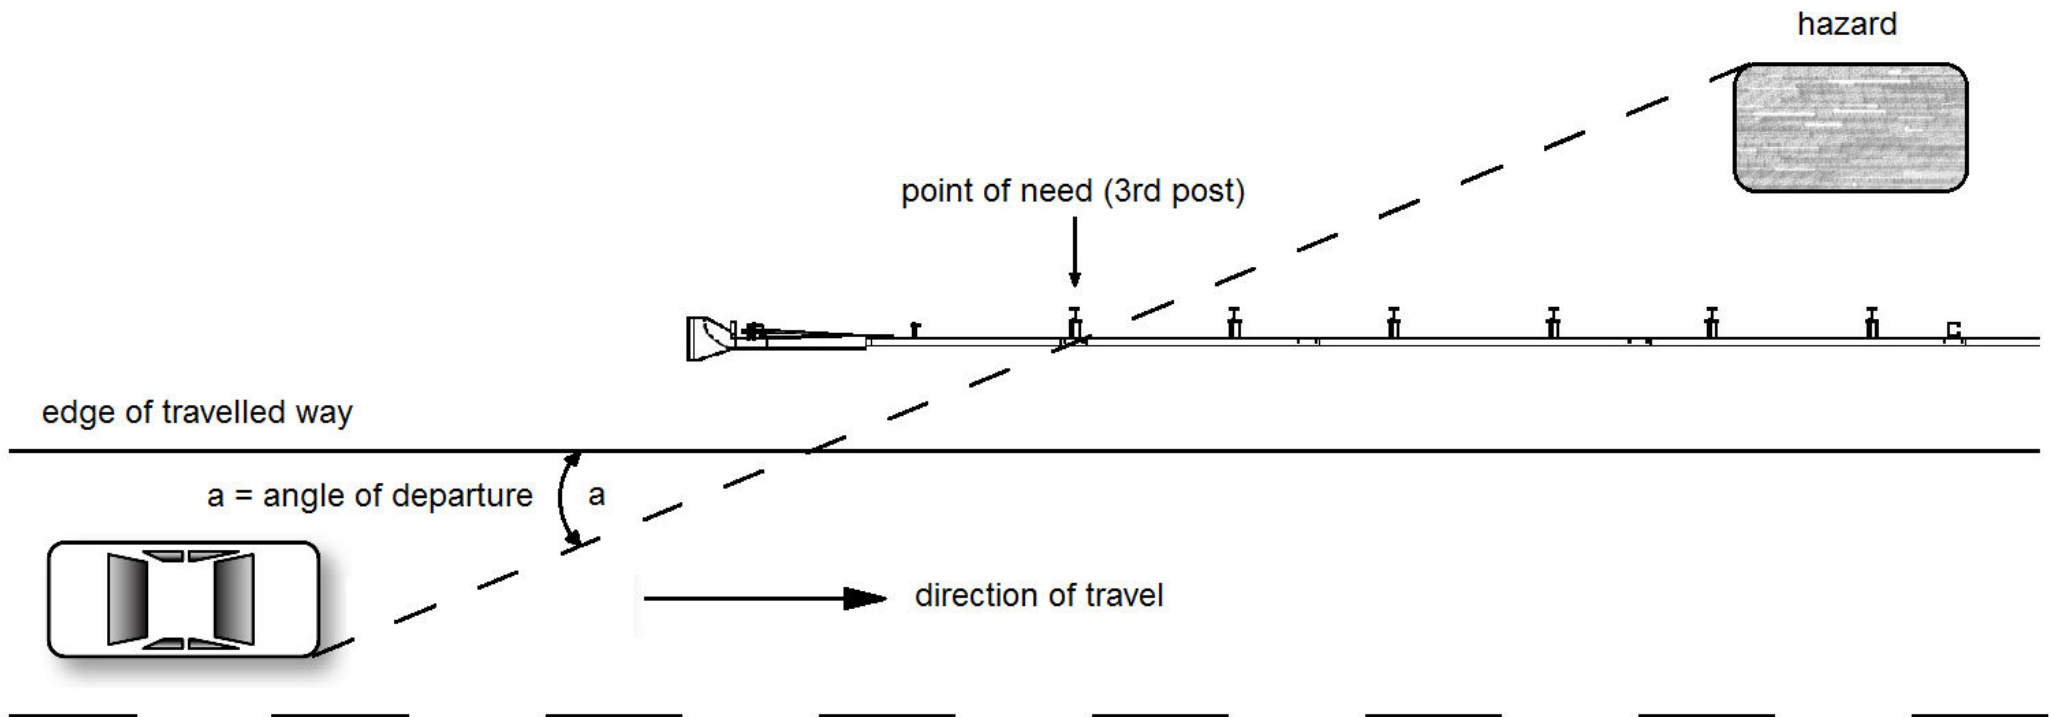 hazard
point of need (3rd post)
edge of travelled way
a = angle of departure
a
direction of travel